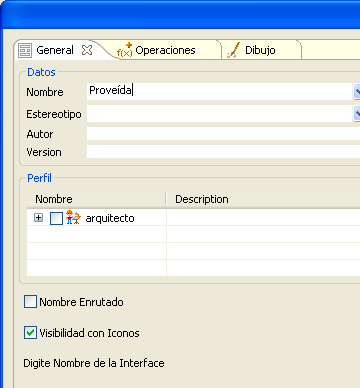 General Operaciones Dibujo
Datos
Nombre Proveída
Estereotipo
Autor
Version
Perfil
Nombre Description
arquitecto
Nombre Enrutado
Visibilidad con Iconos
Digite Nombre de la Interface